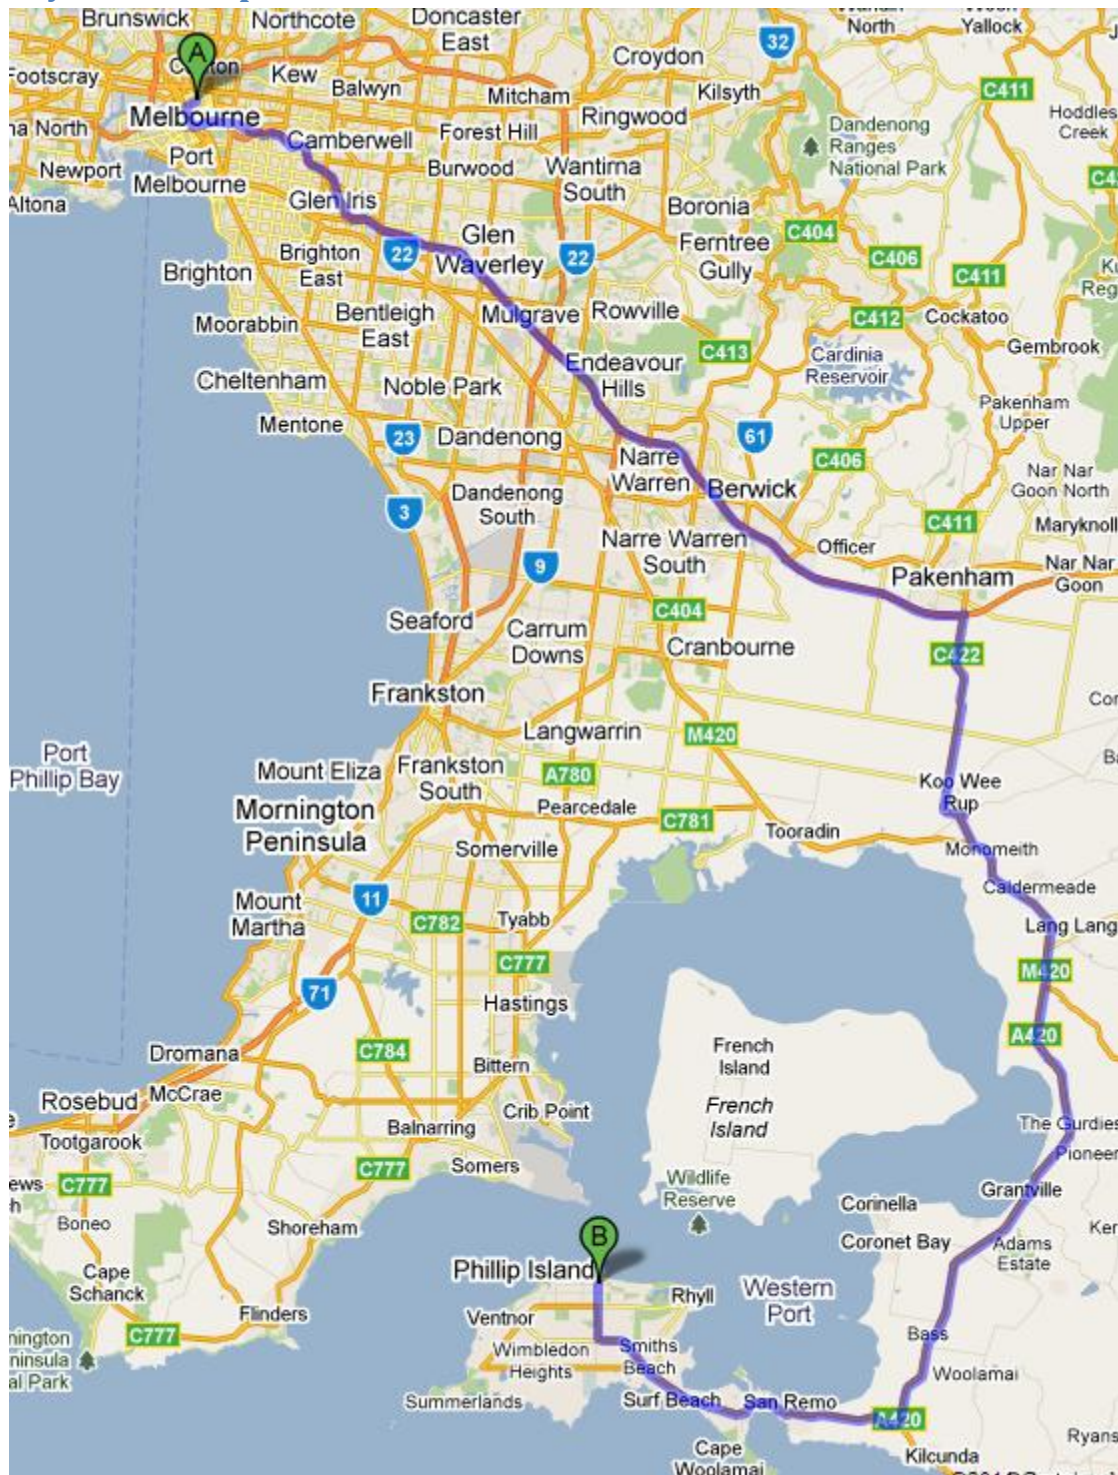 Brunswick
Northcote
Doncaster
East
North
Yallock
Croydon
32
A
Kew
Footscray
Balwyn
Mitcham
Kilsyth
C411
Melbourne
Ringwood
Hoddles
Creek
na North
Camberwell
Forest Hill
Dandenong
Ranges
National Park
Port
Melbourne
Newport
Burwood
Wantirna
South
Altona
Glen Iris
Boronia
C404
Glen
Waverley
Brighton
East
22
22
Ferntree
Gully
C406
Brighton
C411
Mulgrave
Rowville
Bentleigh
East
Moorabbin
C412
Cockatoo
C413
Gembrook
Endeavour
Hills
Cardinia
Reservoir
Cheltenham
Noble Park
Pakenham
Upper
Mentone
23
Dandenong
61
C406
Narre
Warren
Nar Nar
Goon North
Berwick
3
Dandenong
South
C411
Maryknoll
Narre Warren
South
Officer
9
Pakenham
Nar Nar
Goon
C404
Seaford
Carrum
Downs
Cranbourne
C422
Frankston
Langwarrin
M420
Port
Phillip Bay
Mount Eliza
Frankston
South
A780
Koo Wee
Rup
Mornington
Peninsula
Pearcedale
C781
Tooradin
Somerville
Monomeith
Caldermeade
Mount
Martha
11
C782
Tyabb
Lang Lang
C777
M420
71
Hastings
A420
Dromana
C784
French
Island
Bittern
McCrae
Rosebud
Crib Point
French
Island
Tootgarook
Balnarring
The Gurdies
Pioneer
C777
Somers
Wildlife
Reserve
C777
Grantville
Corinella
Boneo
Shoreham
B
Coronet Bay
Adams
Estate
Phillip Island
Cape
Schanck
Rhyll
Western
Port
Flinders
Ventnor
C777
Bass
Wimbledon
Heights
Smiths
Beach
Woolamai
Summerlands
Surf Beach
San Remo
A420
Cape
Woolamai
Kilcunda